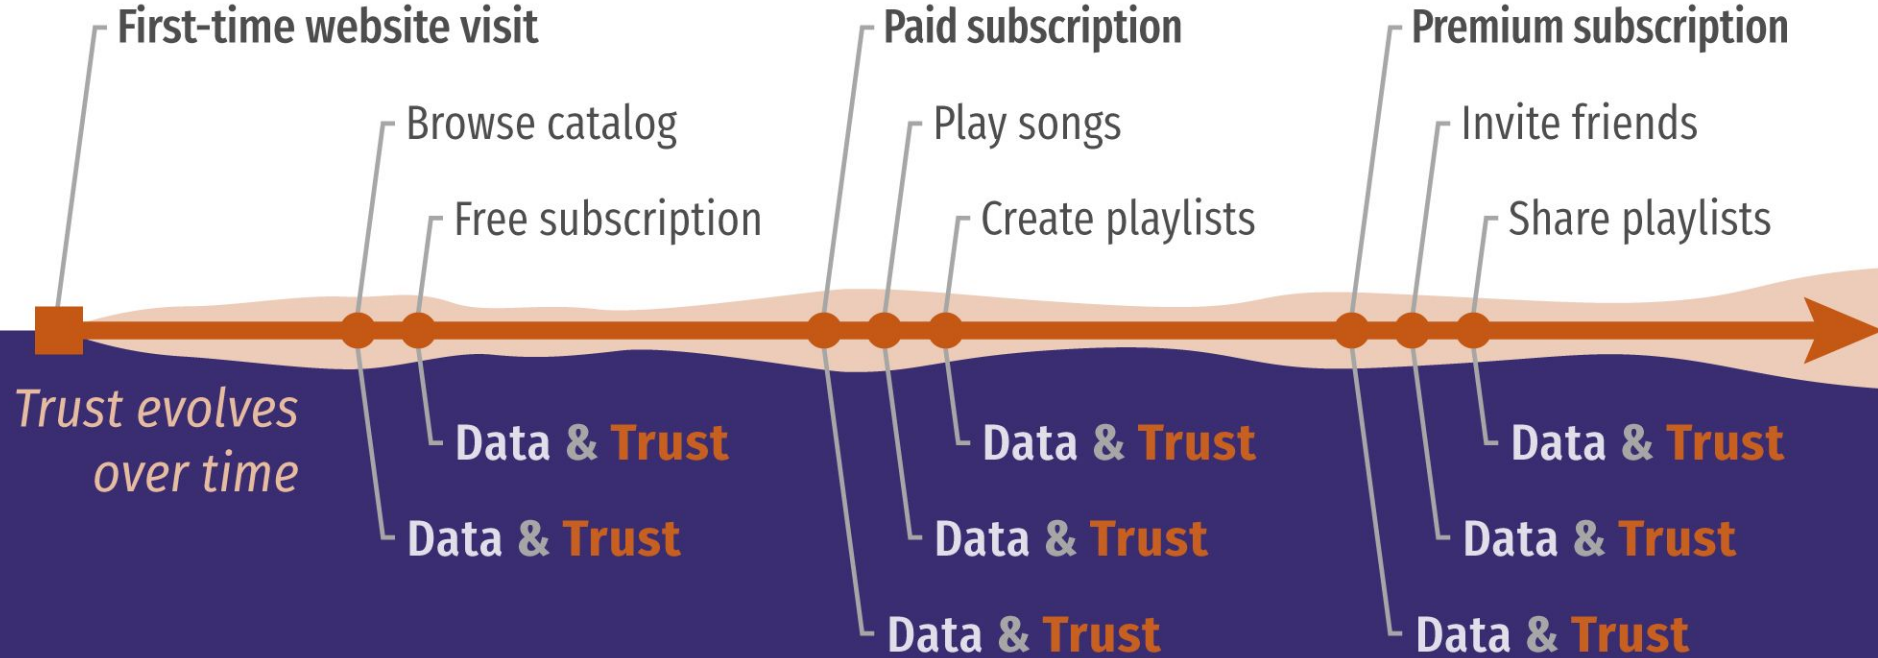 First-time website visit
Paid subscription
Premium subscription
Browse catalog
Play songs
Invite friends
Free subscription
Create playlists
Share playlists
Trust evolves
over time
Data & Trust
Data & Trust
Data & Trust
Data & Trust
Data & Trust
Data & Trust
Data & Trust
Data & Trust